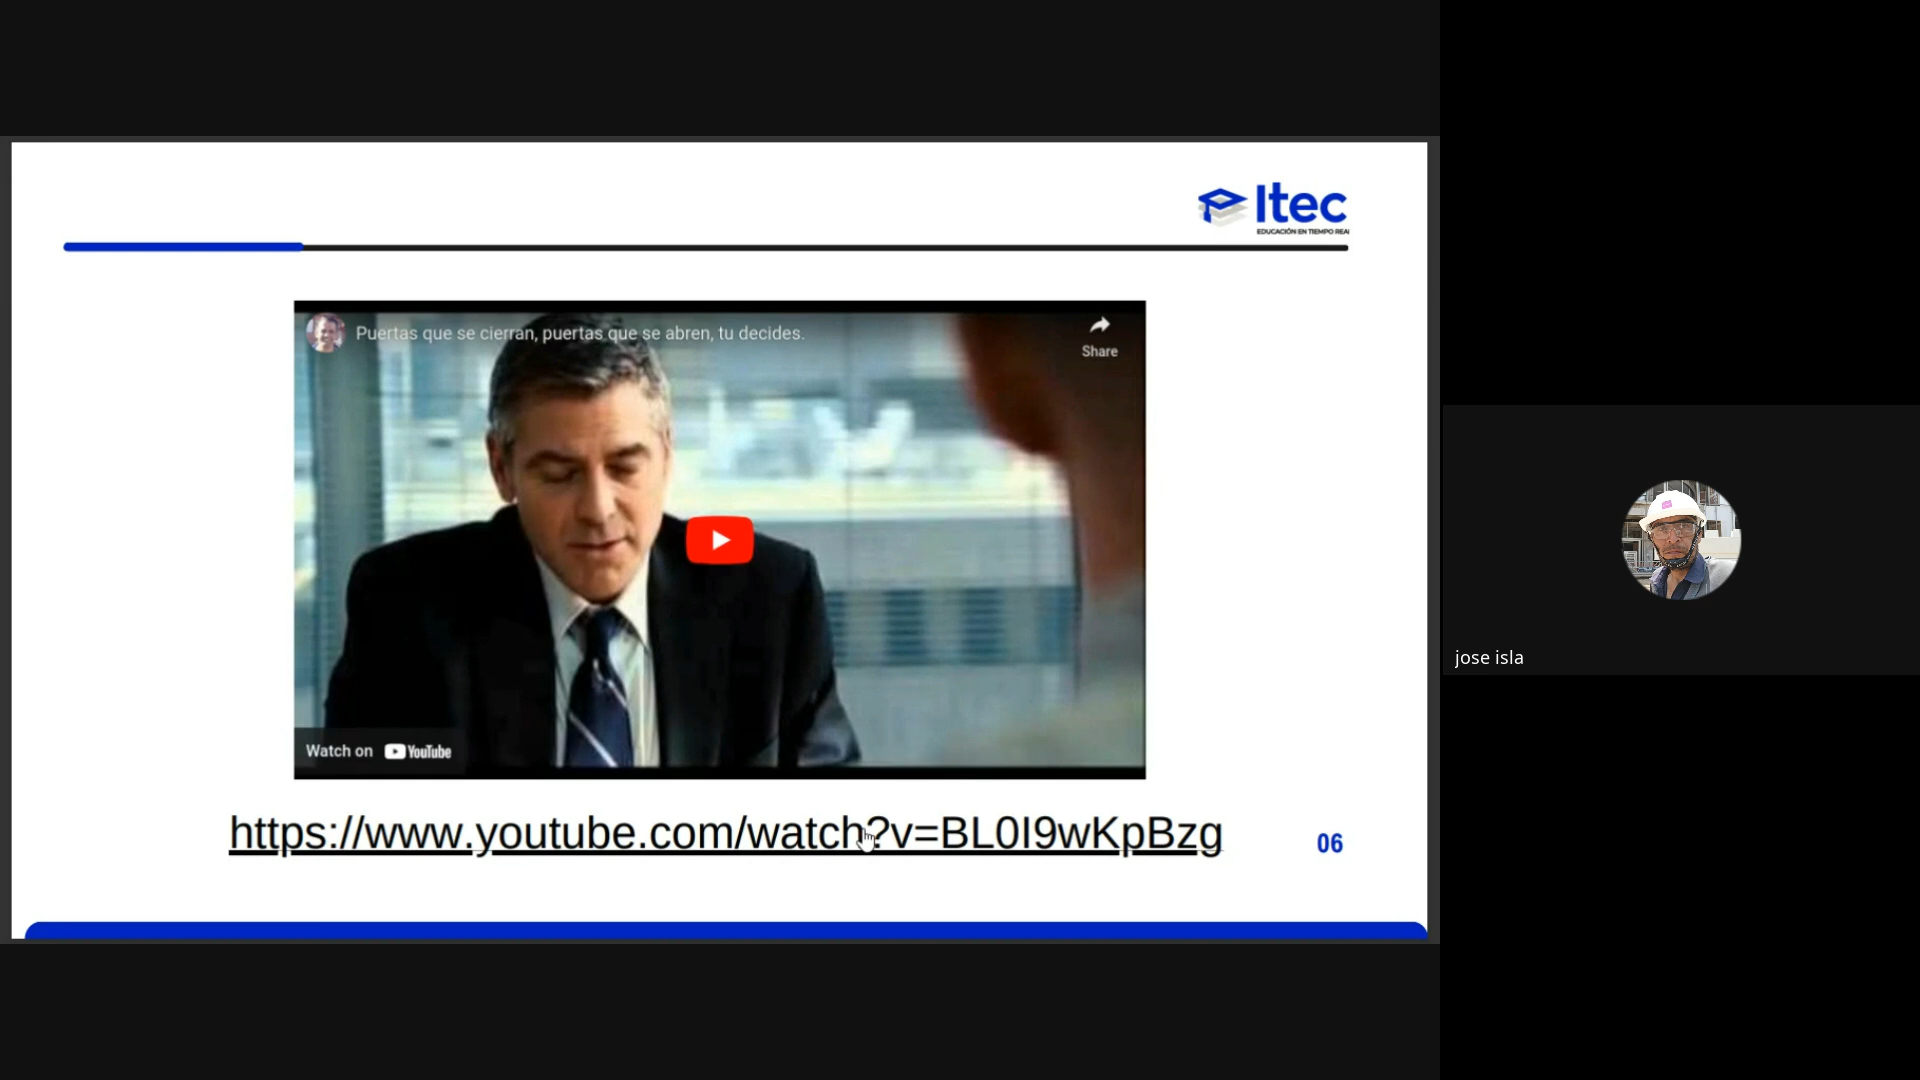 Itec
EDUCACIÓN EN TIEMPO REAL
Puertas que se cierran, puertas que se abren, tu decides.
Share
Watch on YouTube
https://www.youtube.com/watch?v=BL0I9wKpBzg
06
jose isla